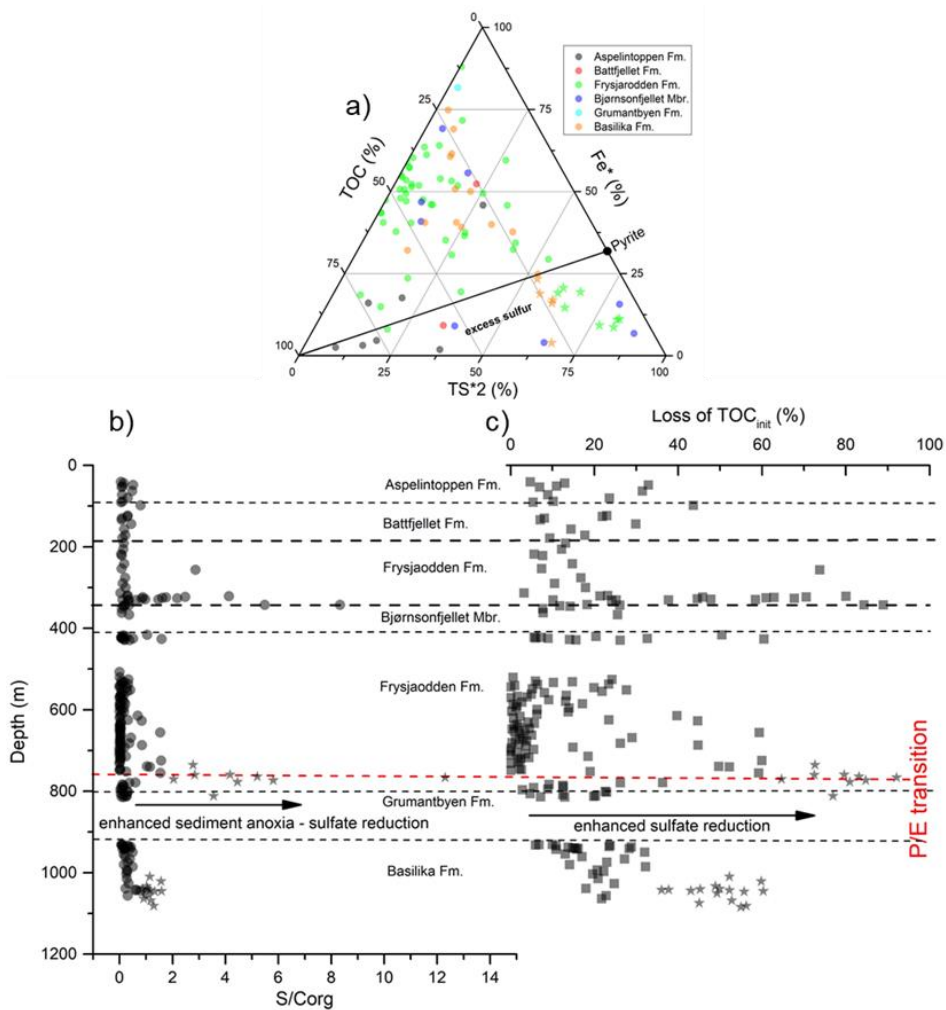 a)
0
100
Aspelintoppen Fm.
Battfjellet Fm.
Frysjarodden Fm.
Bjørnsonfjellet Mbr.
Grumantbyen Fm.
Basilika Fm.
25
75
TOC (%)
Fe* (%)
50
50
Pyrite
75
25
excess sulfur
100
0
0
25
50
75
100
TS*2 (%)
b)
c)
Loss of TOCinit (%)
0
20
40
60
80
100
0
Aspelintoppen Fm.
Battfjellet Fm.
200
Frysjaodden Fm.
Bjørnsonfjellet Mbr.
400
Depth (m)
Frysjaodden Fm.
600
P/E transition
800
Grumantbyen Fm.
enhanced sediment anoxia - sulfate reduction
enhanced sulfate reduction
Basilika Fm.
1000
1200
0
2
4
6
8
10
12
14
S/Corg